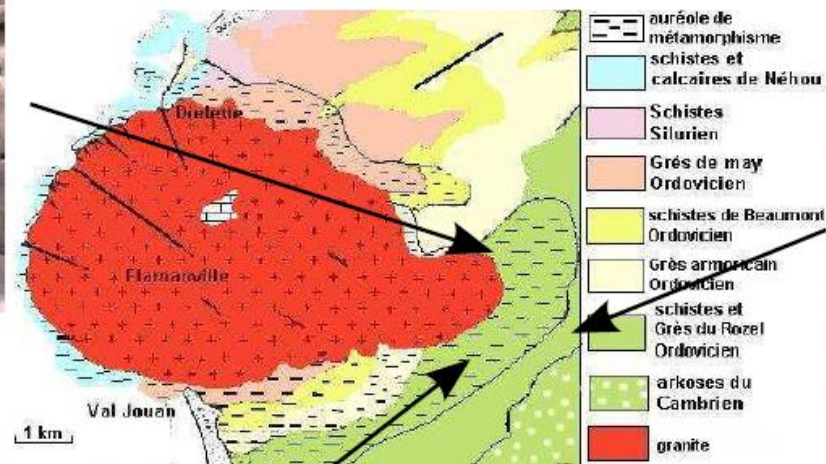 Dielette
Flamanville
Val Jouan
1 km
auréole de
métamorphisme
schistes et
calcaires de Néhou
Schistes
Silurien
Grés de may
Ordovicien
schistes de Beaumont
Ordovicien
Grès armoricain
Ordovicien
schistes et
Grès du Rozel
Ordovicien
arkoses du
Cambrien
granite